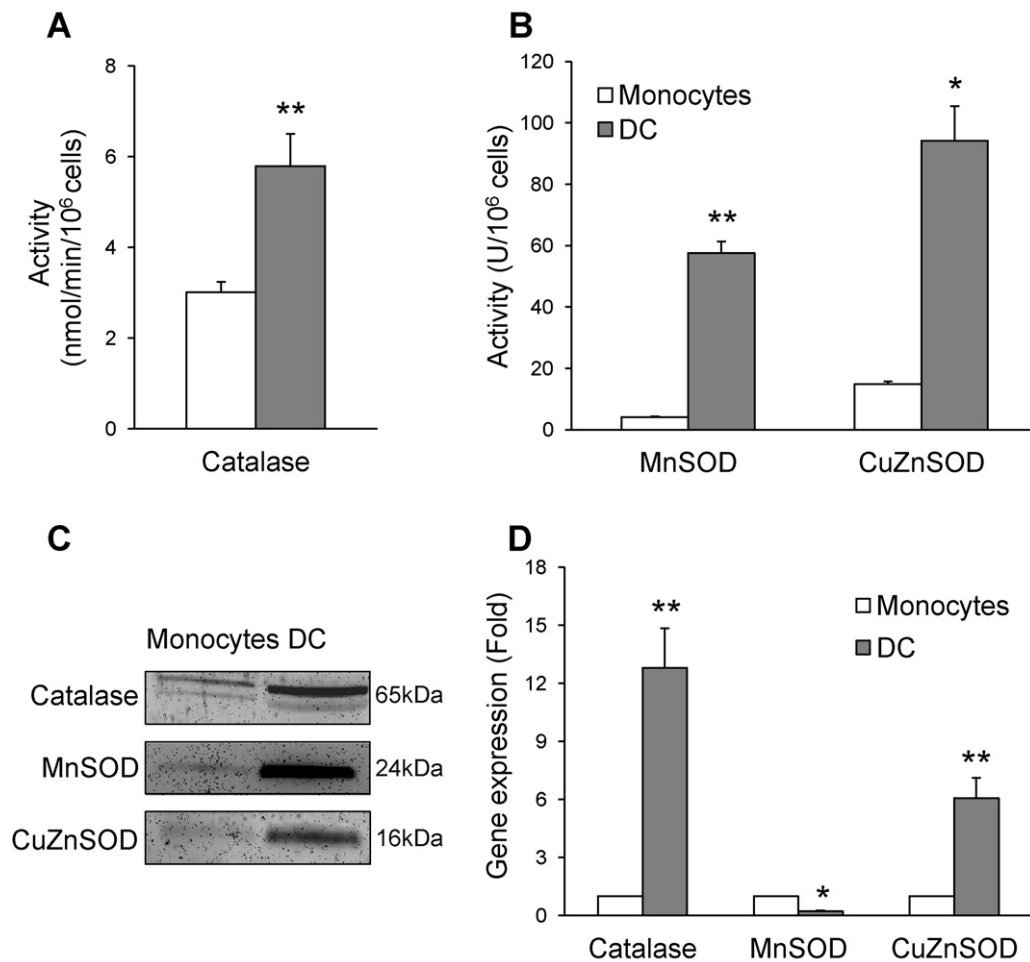 A
8
6
4
2
0
Activity
(nmol/min/10⁶ cells)
**
Catalase
B
120
100
80
60
40
20
0
Activity (U/10⁶ cells)
Monocytes
DC
**
*
MnSOD
CuZnSOD
C
Monocytes DC
Catalase 65kDa
MnSOD 24kDa
CuZnSOD 16kDa
D
18
15
12
9
6
3
0
Gene expression (Fold)
Monocytes
DC
**
*
**
Catalase
MnSOD
CuZnSOD